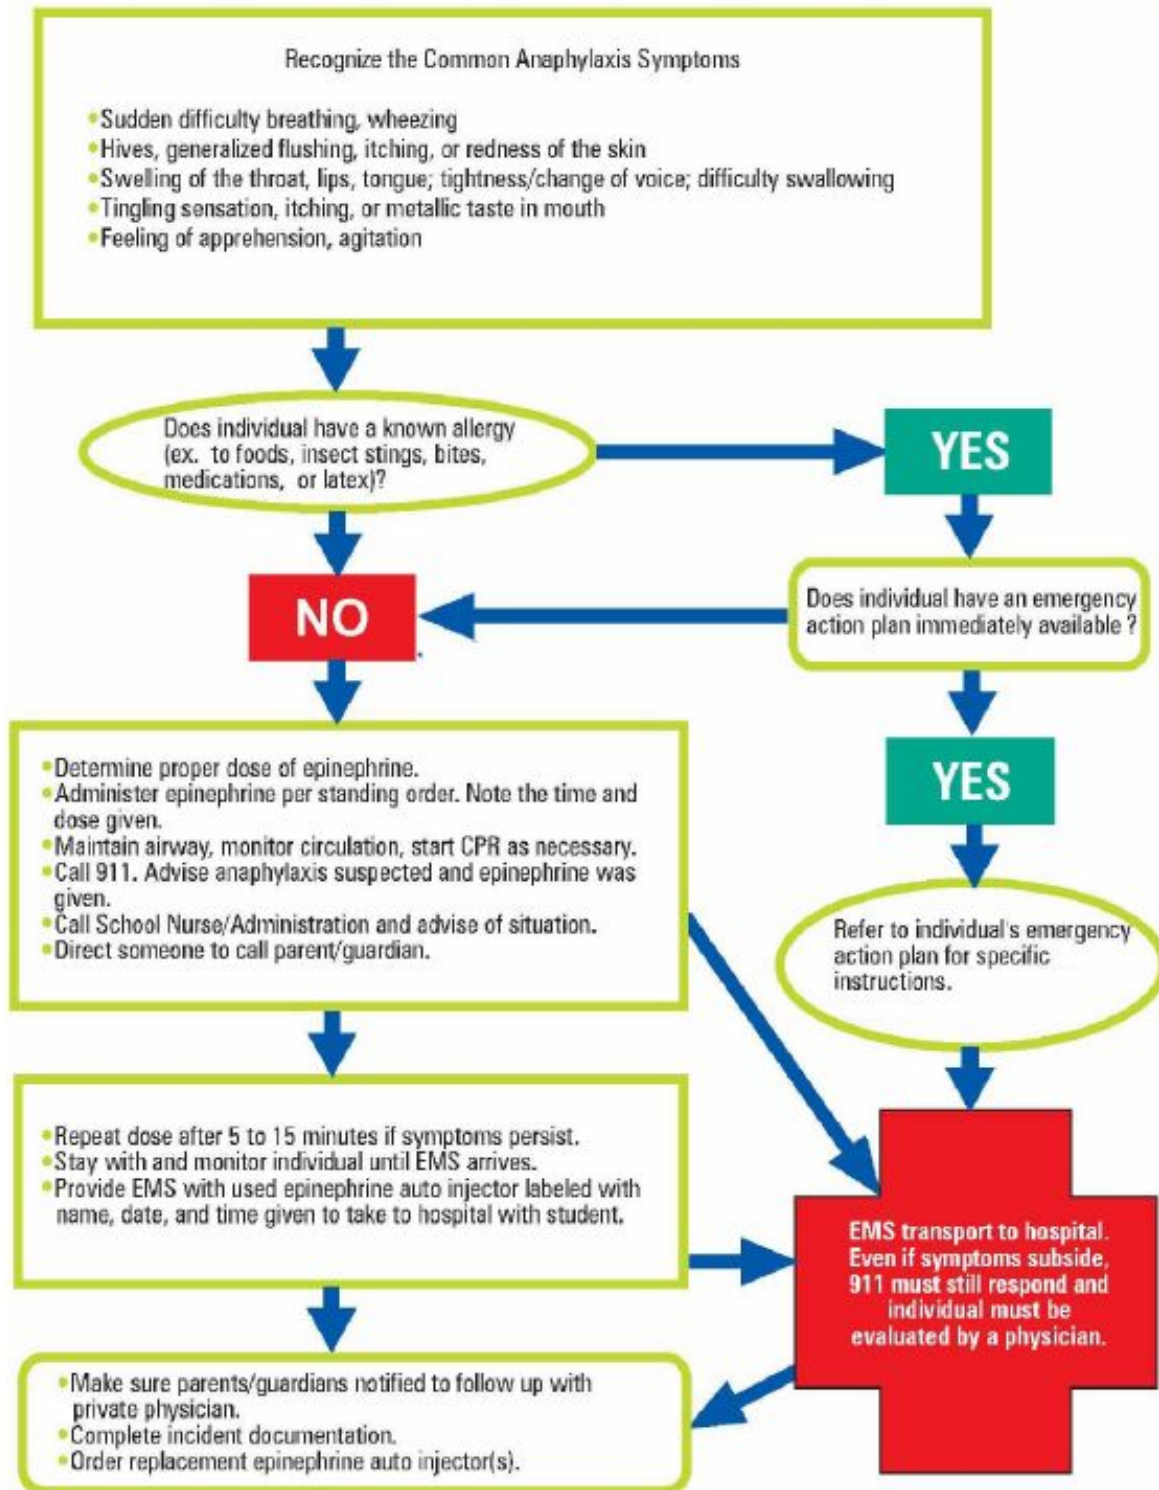 Recognize the Common Anaphylaxis Symptoms
•Sudden difficulty breathing, wheezing
•Hives, generalized flushing, itching, or redness of the skin
•Swelling of the throat, lips, tongue; tightness/change of voice; difficulty swallowing
•Tingling sensation, itching, or metallic taste in mouth
•Feeling of apprehension, agitation
Does individual have a known allergy
(ex. to foods, insect stings, bites,
medications, or latex)?
YES
NO
Does individual have an emergency
action plan immediately available ?
YES
•Determine proper dose of epinephrine.
•Administer epinephrine per standing order. Note the time and
dose given.
•Maintain airway, monitor circulation, start CPR as necessary.
•Call 911. Advise anaphylaxis suspected and epinephrine was
given.
•Call School Nurse/Administration and advise of situation.
•Direct someone to call parent/guardian.
Refer to individual's emergency
action plan for specific
instructions.
•Repeat dose after 5 to 15 minutes if symptoms persist.
•Stay with and monitor individual until EMS arrives.
•Provide EMS with used epinephrine auto injector labeled with
name, date, and time given to take to hospital with student.
EMS transport to hospital.
Even if symptoms subside,
911 must still respond and
individual must be
evaluated by a physician.
•Make sure parents/guardians notified to follow up with
private physician.
•Complete incident documentation.
•Order replacement epinephrine auto injector(s).